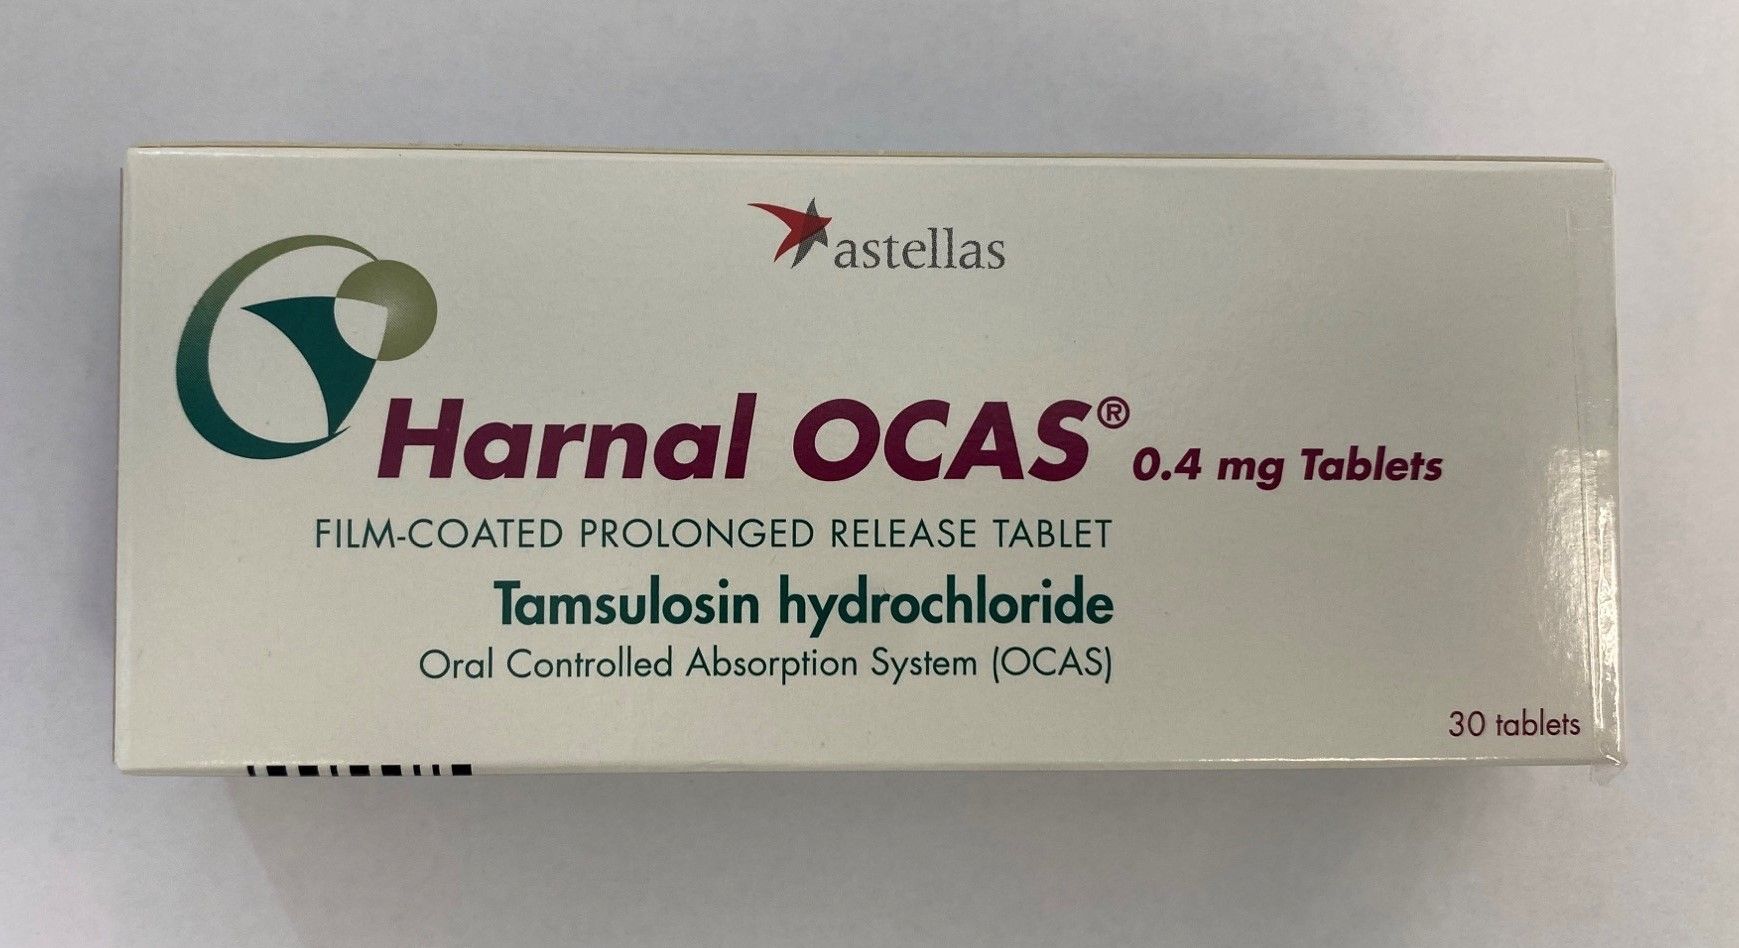 astellas
Harnal OCAS® 0.4 mg Tablets
FILM-COATED PROLONGED RELEASE TABLET
Tamsulosin hydrochloride
Oral Controlled Absorption System (OCAS)
30 tablets